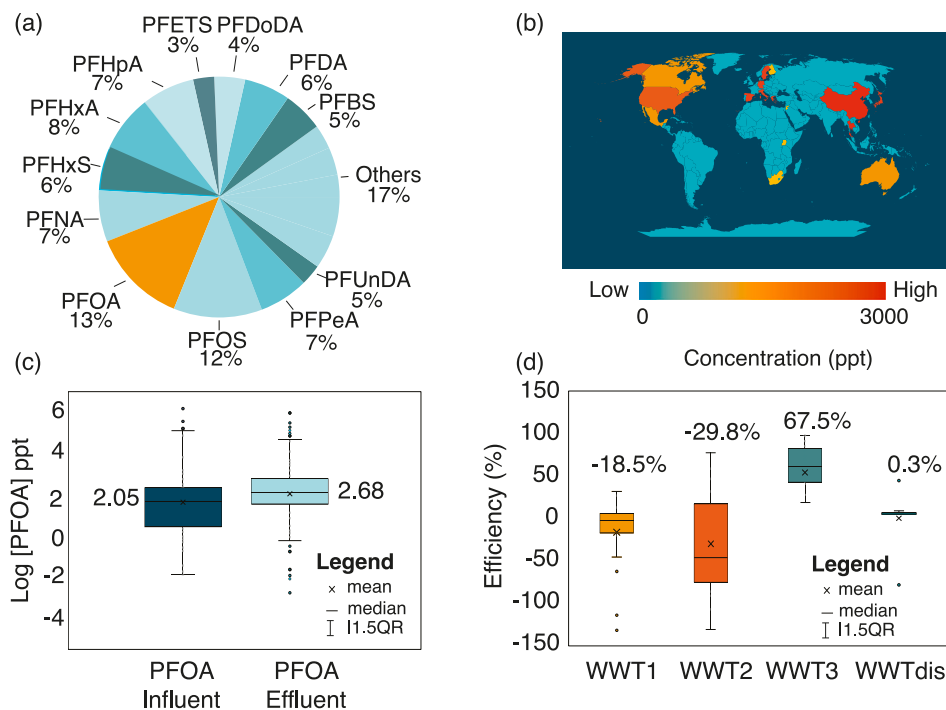 (a)
PFETS
3%
PFDoDA
4%
PFDA
6%
PFBS
5%
Others
17%
PFUnDA
5%
PFPeA
7%
PFOS
12%
PFOA
13%
PFNA
7%
PFHxS
6%
PFHxA
8%
PFHpA
7%
(b)
Low High
0 3000
Concentration (ppt)
(c)
Log [PFOA] ppt
6
4
2
0
-2
-4
2.05
2.68
Legend
× mean
— median
I1.5QR
PFOA
Influent
PFOA
Effluent
(d)
Efficiency (%)
150
100
50
0
-50
-100
-150
-18.5%
-29.8%
67.5%
0.3%
Legend
× mean
— median
I1.5QR
WWT1 WWT2 WWT3 WWTdis